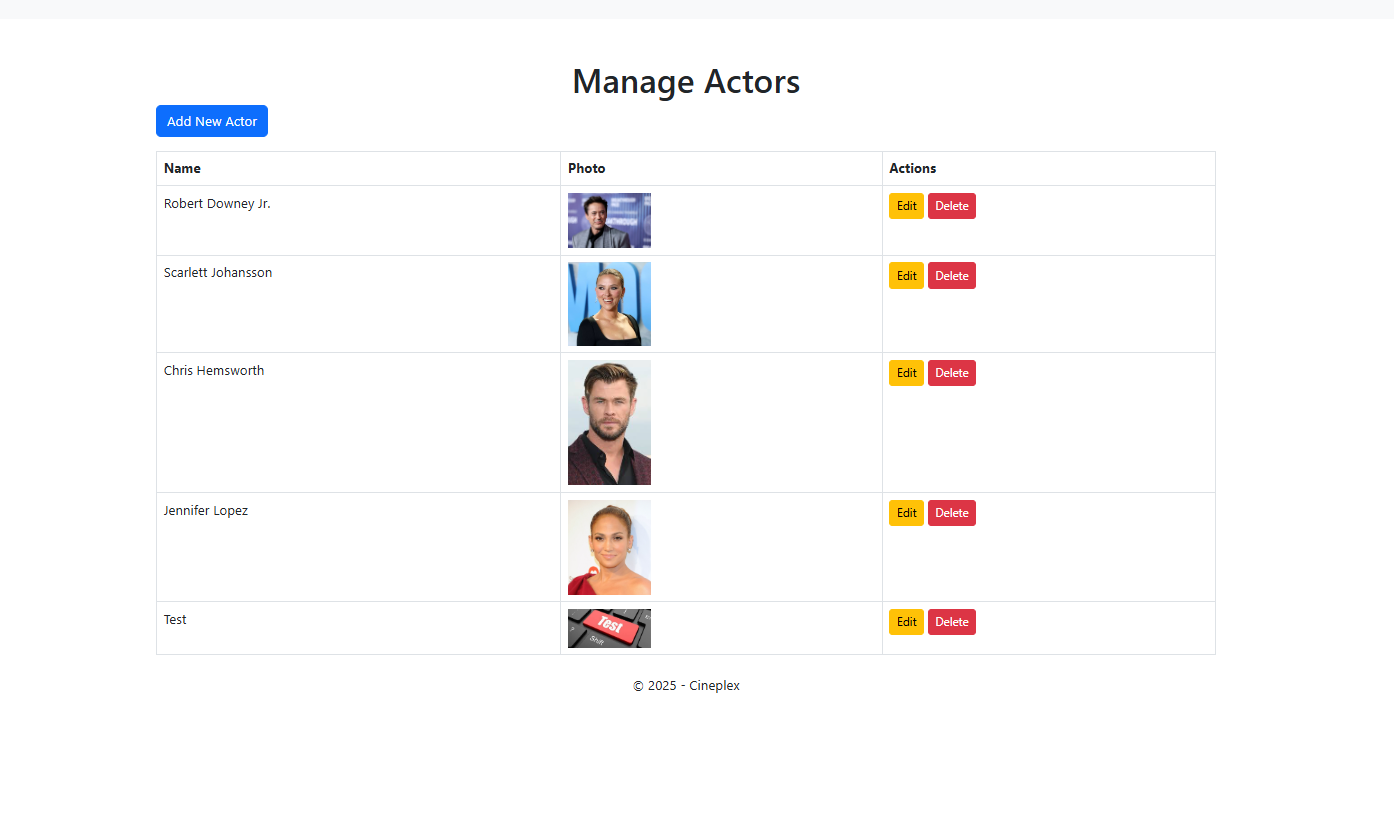 Manage Actors
Add New Actor
Name Photo Actions
Robert Downey Jr. Edit Delete
Scarlett Johansson Edit Delete
Chris Hemsworth Edit Delete
Jennifer Lopez Edit Delete
Test Test Shift Edit Delete
© 2025 - Cineplex